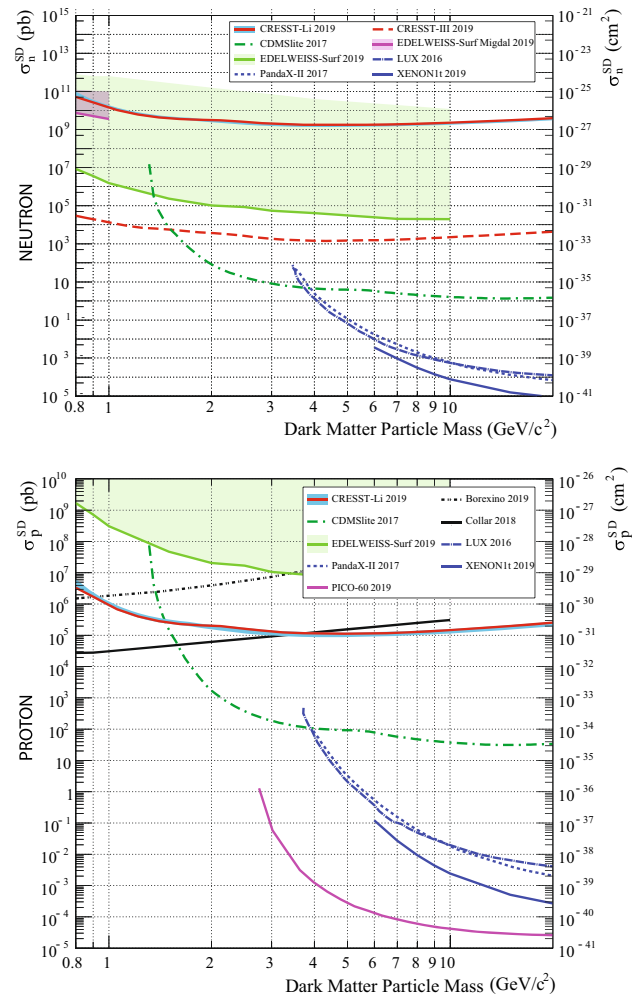 σ_n^SD (pb)
σ_n^SD (cm²)
NEUTRON
10^15
10^13
10^11
10^9
10^7
10^5
10^3
10
10^-1
10^-3
10^-5
10^-21
10^-23
10^-25
10^-27
10^-29
10^-31
10^-33
10^-35
10^-37
10^-39
10^-41
CRESST-Li 2019
CRESST-III 2019
CDMSlite 2017
EDELWEISS-Surf Migdal 2019
EDELWEISS-Surf 2019
LUX 2016
PandaX-II 2017
XENON1t 2019
0.8 1 2 3 4 5 6 7 8 9 10
Dark Matter Particle Mass (GeV/c²)
σ_p^SD (pb)
σ_p^SD (cm²)
PROTON
10^10
10^9
10^8
10^7
10^6
10^5
10^4
10^3
10^2
10
1
10^-1
10^-2
10^-3
10^-4
10^-5
10^-26
10^-27
10^-28
10^-29
10^-30
10^-31
10^-32
10^-33
10^-34
10^-35
10^-36
10^-37
10^-38
10^-39
10^-40
10^-41
CRESST-Li 2019
Borexino 2019
CDMSlite 2017
Collar 2018
EDELWEISS-Surf 2019
LUX 2016
PandaX-II 2017
XENON1t 2019
PICO-60 2019
0.8 1 2 3 4 5 6 7 8 9 10
Dark Matter Particle Mass (GeV/c²)